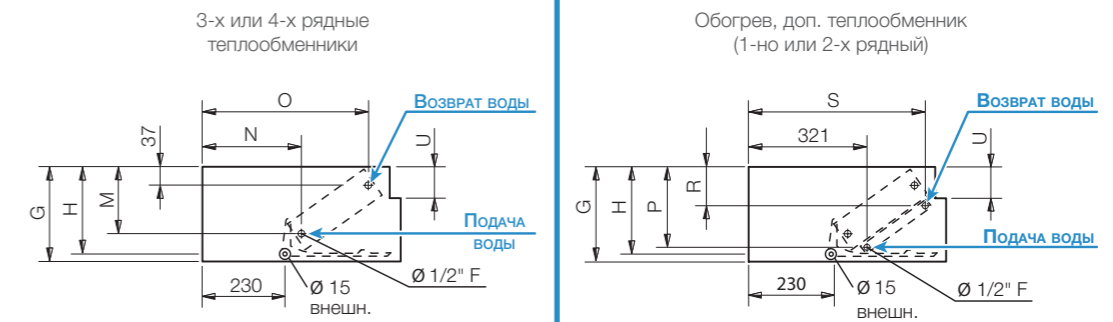 3-х или 4-х рядные
теплообменники
O
Возврат воды
N
37
U
G
H
M
Подача
воды
230
Ø 15
внешн.
Ø 1/2" F
Обогрев, доп. теплообменник
(1-но или 2-х рядный)
S
Возврат воды
321
U
G
H
P
R
Подача воды
230
Ø 15
внешн.
Ø 1/2" F